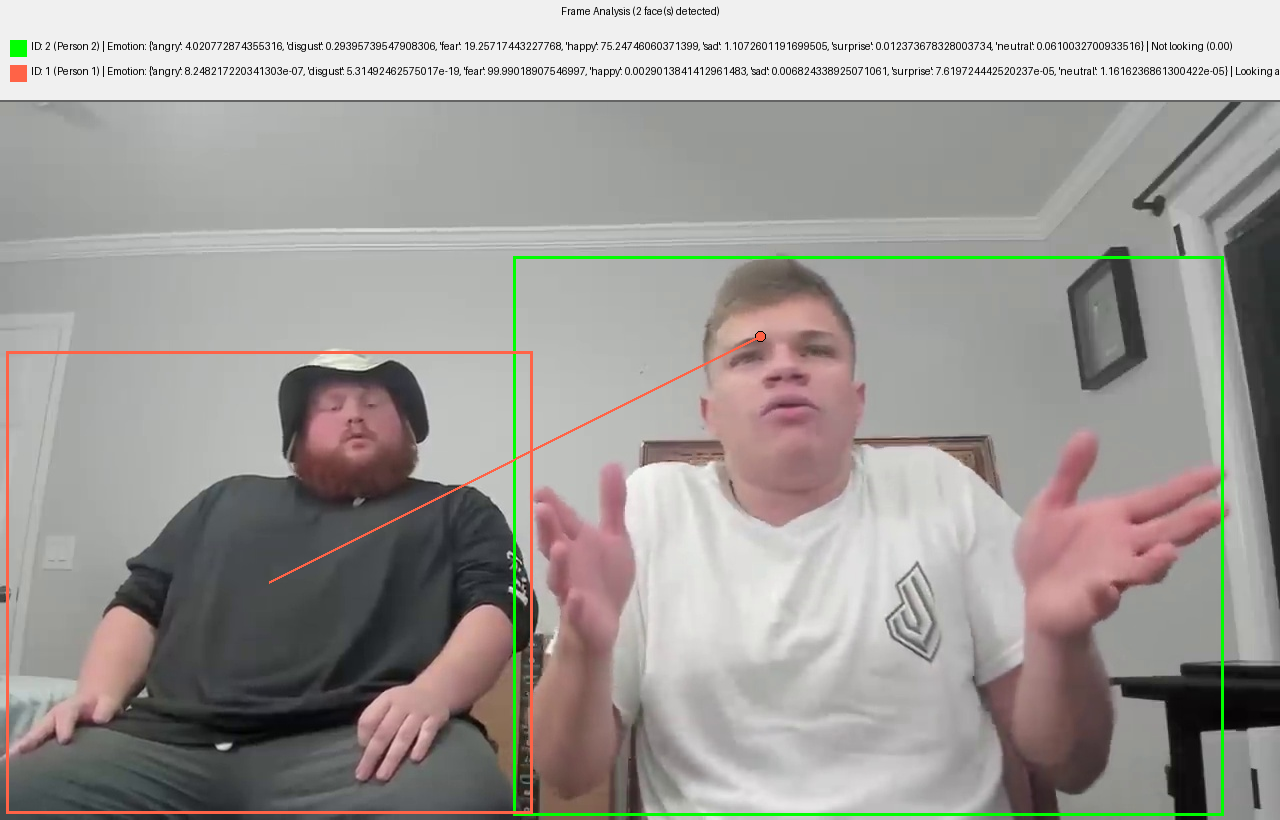 Frame Analysis (2 face(s) detected)
ID: 2 (Person 2) | Emotion: {'angry': 4.020772874355316, 'disgust': 0.29395739547908306, 'fear': 19.25717443227768, 'happy': 75.24746060371399, 'sad': 1.1072601191699505, 'surprise': 0.012373678328003734, 'neutral': 0.0610032700933516} | Not looking (0.00)
ID: 1 (Person 1) | Emotion: {'angry': 8.248217220341303e-07, 'disgust': 5.31492462575017e-19, 'fear': 99.99018907546997, 'happy': 0.0029013841412961483, 'sad': 0.006824338925071061, 'surprise': 7.619724442520237e-05, 'neutral': 1.1616236861300422e-05} | Looking a